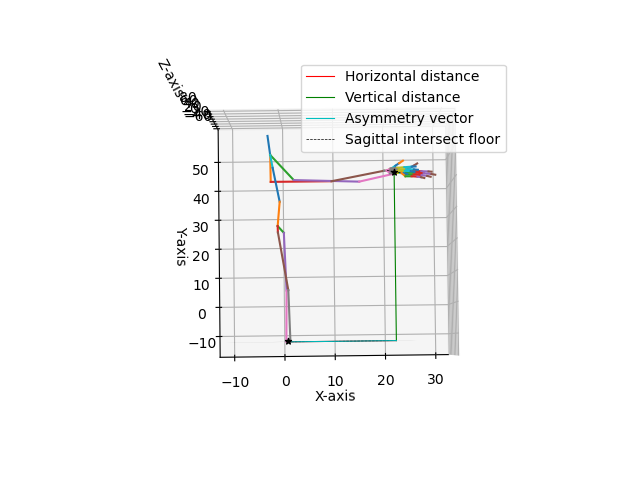 Horizontal distance
Vertical distance
Asymmetry vector
Sagittal intersect floor
Z-axis
50
40
30
20
10
0
−10
Y-axis
−10
0
10
20
30
X-axis